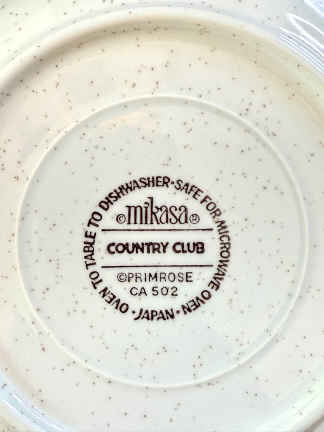 OVEN TO TABLE TO DISHWASHER·SAFE FOR MICROWAVE OVEN
© mikasa ®
COUNTRY CLUB
©PRIMROSE
CA 502
·JAPAN·